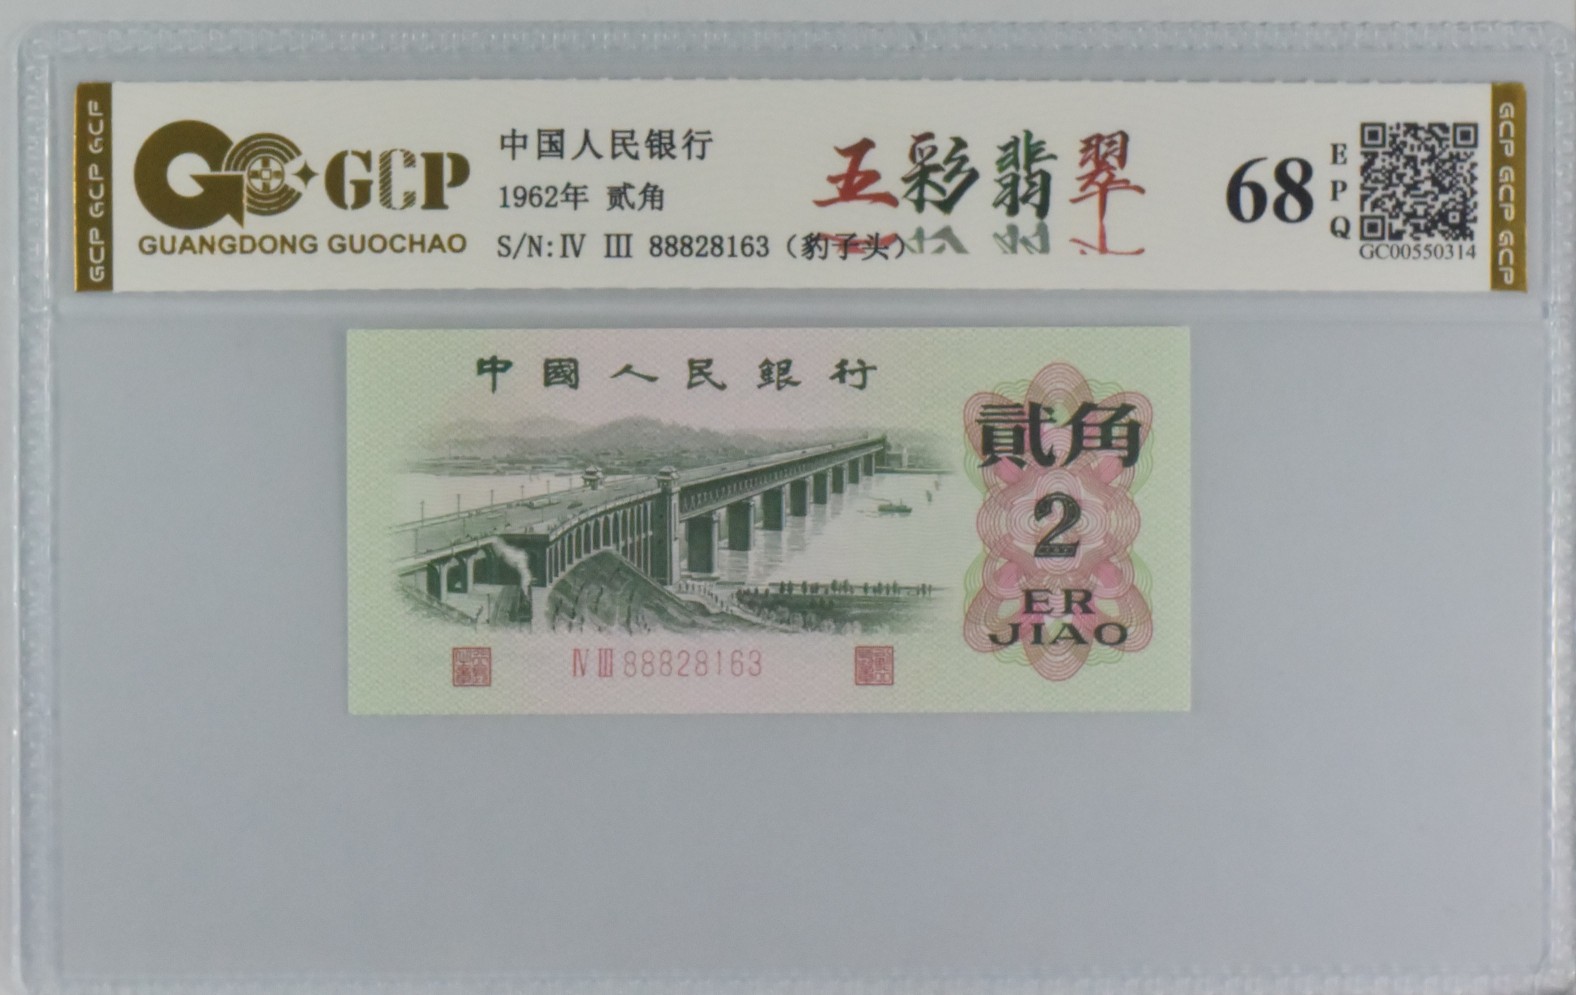 GCP GCP GCP
GCP
GUANGDONG GUOCHAO
中国人民银行
1962年 贰角
S/N:Ⅳ Ⅲ 88828163（豹子头）
五彩翡翠
68
EPQ
GC00550314
GCP GCP GCP
中國人民銀行
貳角
2
ER
JIAO
Ⅳ Ⅲ 88828163